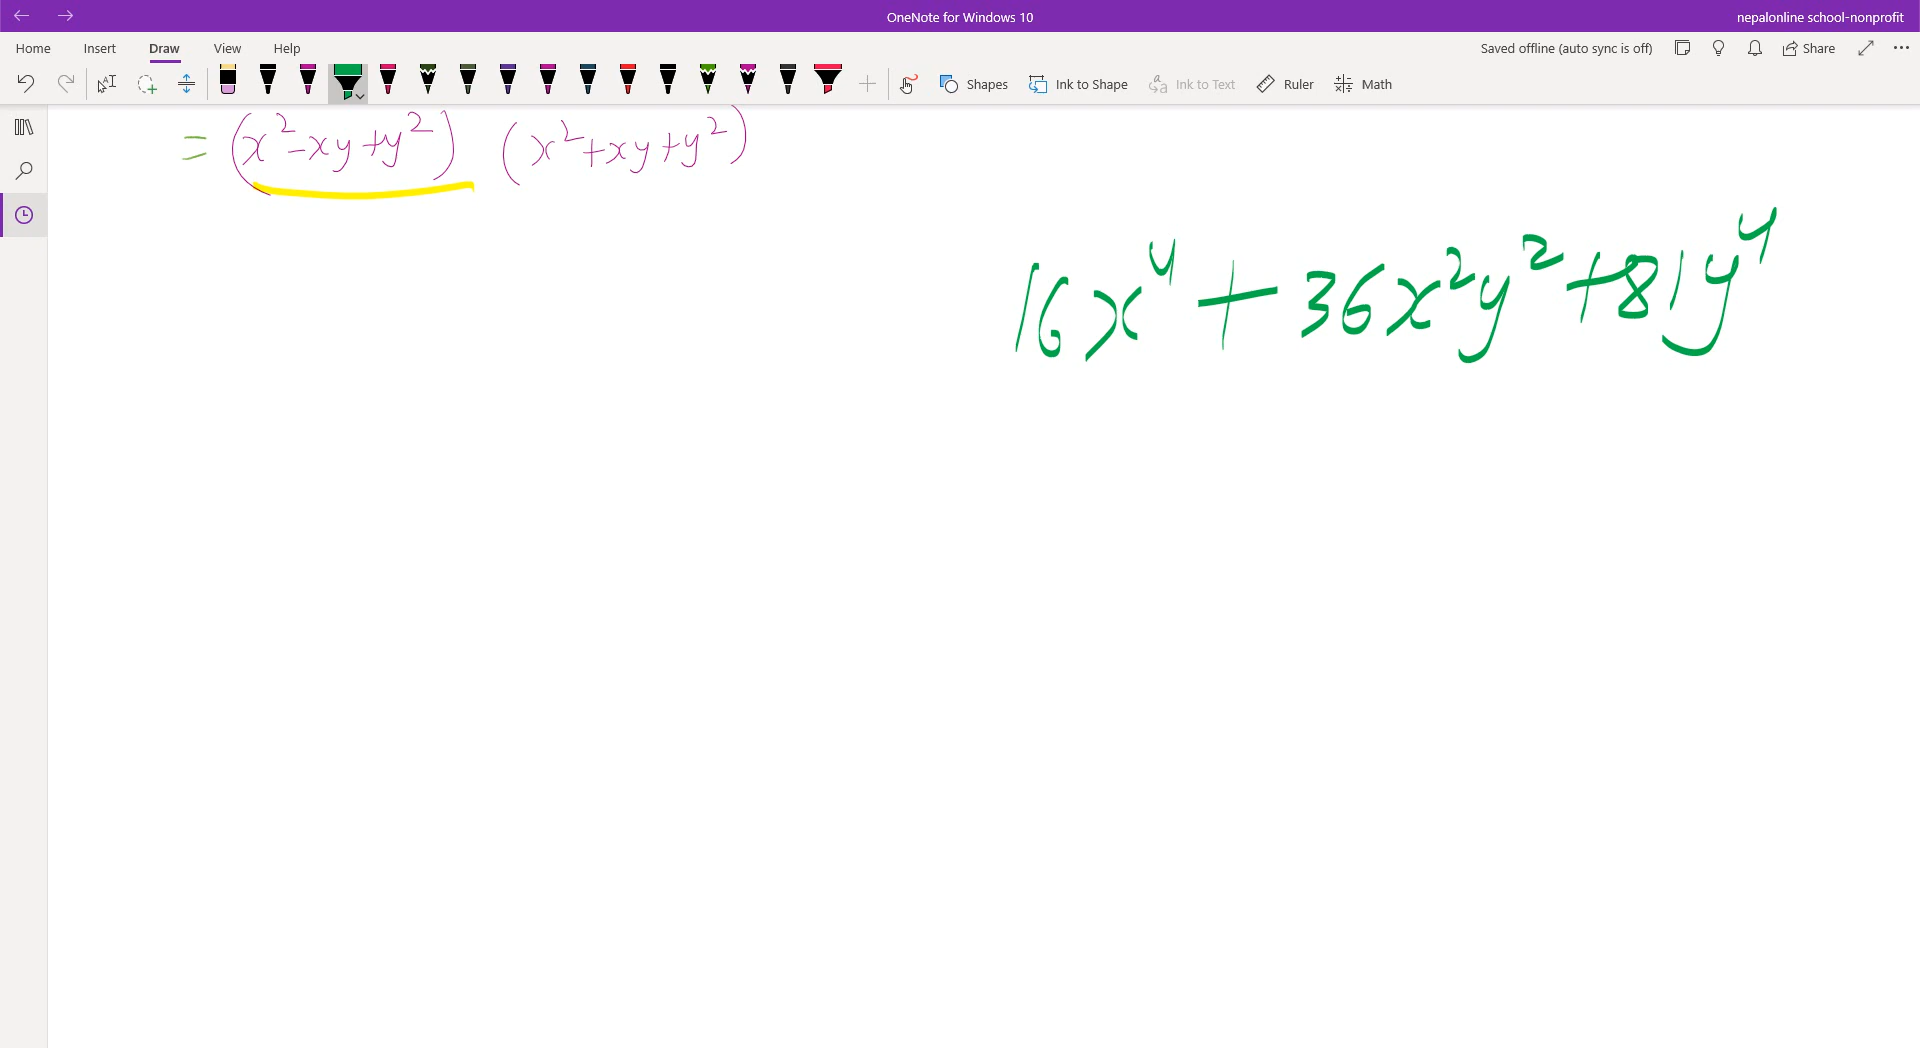 OneNote for Windows 10
nepalonline school-nonprofit
Home Insert Draw View Help
Saved offline (auto sync is off) Share
Shapes Ink to Shape Ink to Text Ruler Math
= (x²-xy+y²) (x²+xy+y²)
16x⁴+36x²y²+81y⁴